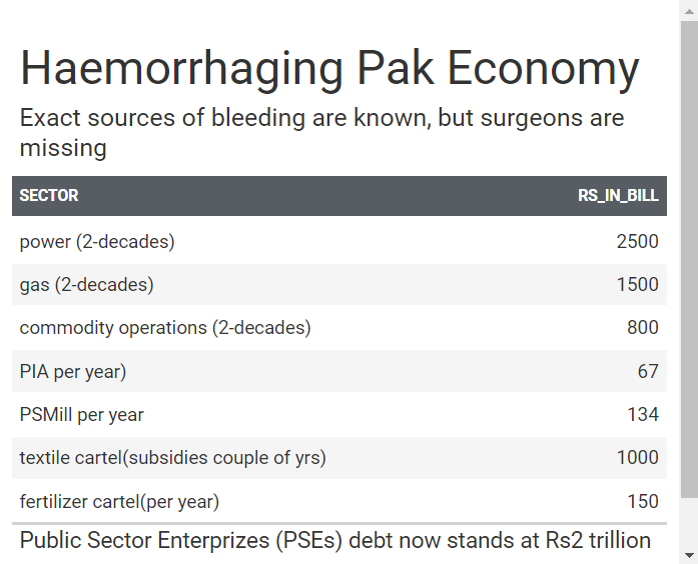 Haemorrhaging Pak Economy
Exact sources of bleeding are known, but surgeons are
missing
SECTOR RS_IN_BILL
power (2-decades) 2500
gas (2-decades) 1500
commodity operations (2-decades) 800
PIA per year) 67
PSMill per year 134
textile cartel(subsidies couple of yrs) 1000
fertilizer cartel(per year) 150
Public Sector Enterprizes (PSEs) debt now stands at Rs2 trillion